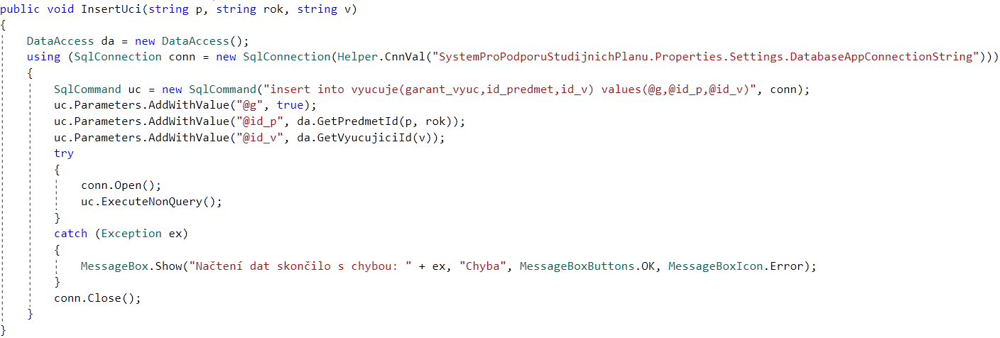 public void InsertUci(string p, string rok, string v)
{
DataAccess da = new DataAccess();
using (SqlConnection conn = new SqlConnection(Helper.CnnVal("SystemProPodporuStudijnichPlanu.Properties.Settings.DatabaseAppConnectionString")))
{
SqlCommand uc = new SqlCommand("insert into vyucuje(garant_vyuc,id_predmet,id_v) values(@g,@id_p,@id_v)", conn);
uc.Parameters.AddWithValue("@g", true);
uc.Parameters.AddWithValue("@id_p", da.GetPredmetId(p, rok));
uc.Parameters.AddWithValue("@id_v", da.GetVyucujiciId(v));
try
{
conn.Open();
uc.ExecuteNonQuery();
}
catch (Exception ex)
{
MessageBox.Show("Načtení dat skončilo s chybou: " + ex, "Chyba", MessageBoxButtons.OK, MessageBoxIcon.Error);
}
conn.Close();
}
}